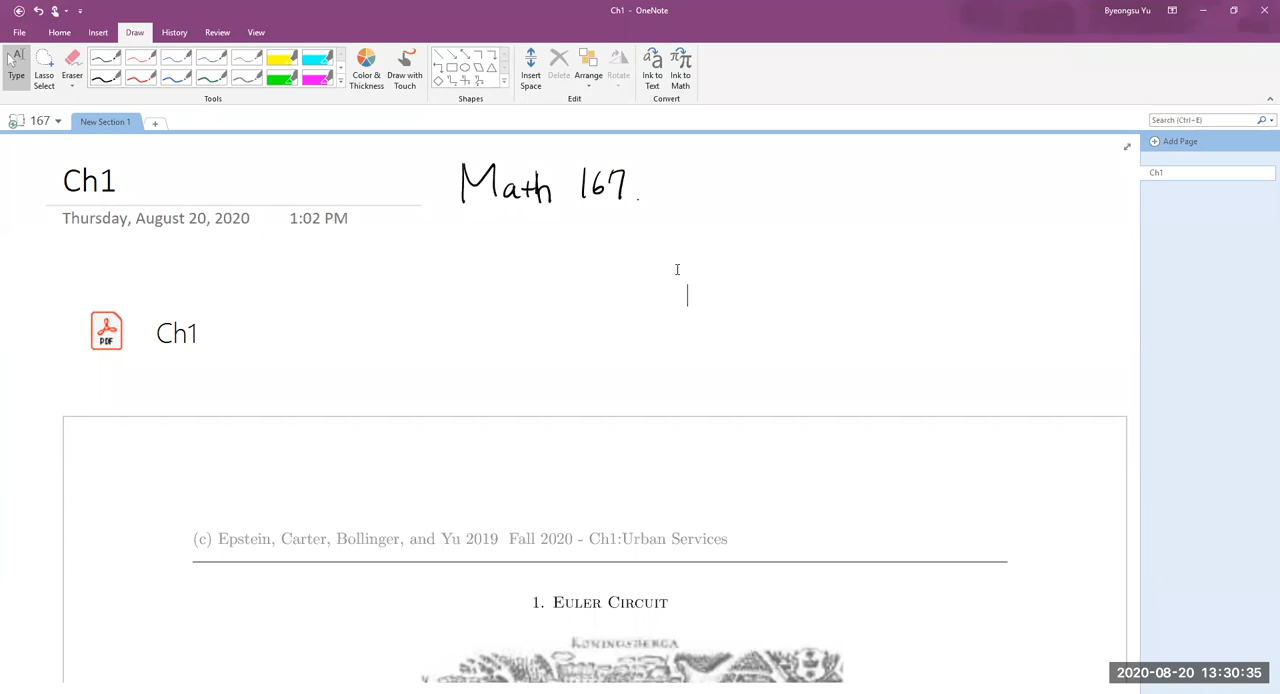 Ch1 - OneNote
Byeongsu Yu
File Home Insert Draw History Review View
Type
Lasso Select
Eraser
Color & Thickness
Draw with Touch
Insert Space
Delete
Arrange
Rotate
Ink to Text
Ink to Math
Tools
Shapes
Edit
Convert
167
New Section 1
Search (Ctrl+E)
Add Page
Ch1
Ch1
Math 167.
Thursday, August 20, 2020 1:02 PM
PDF
Ch1
(c) Epstein, Carter, Bollinger, and Yu 2019 Fall 2020 - Ch1:Urban Services
1. Euler Circuit
KONINGSBERGA
2020-08-20 13:30:35